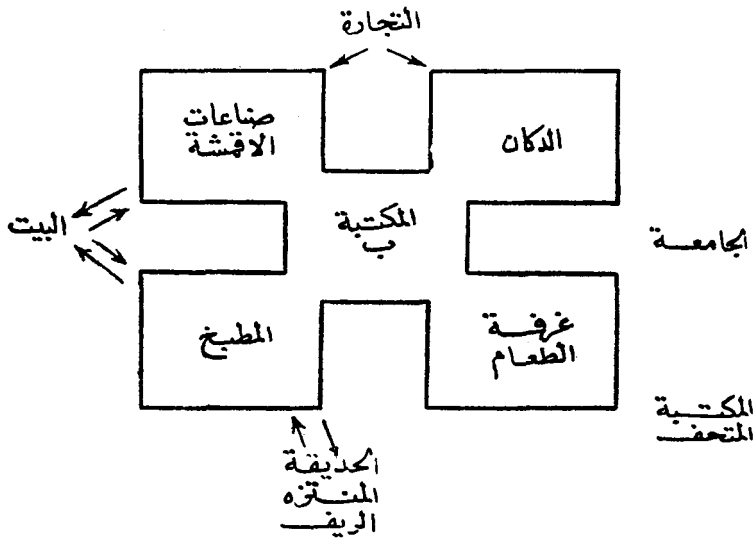 التجارة
صناعات
الاقمشة
الدكان
البيت
المكتبة
ب
الجامعة
المطبخ
غرفة
الطعام
المكتبة
المتحف
الحديقة
المنتزه
الريف